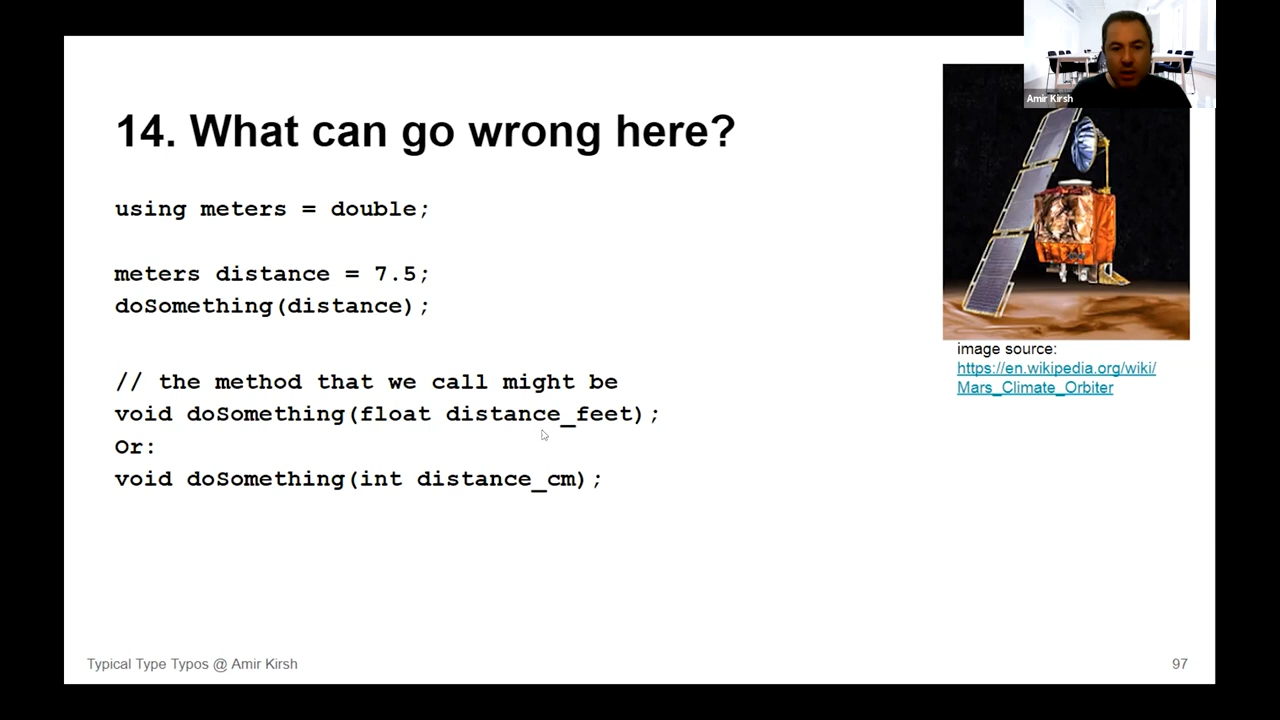 Amir Kirsh
14. What can go wrong here?
using meters = double;
meters distance = 7.5;
doSomething(distance);
// the method that we call might be
void doSomething(float distance_feet);
Or:
void doSomething(int distance_cm);
image source:
https://en.wikipedia.org/wiki/
Mars_Climate_Orbiter
Typical Type Typos @ Amir Kirsh
97